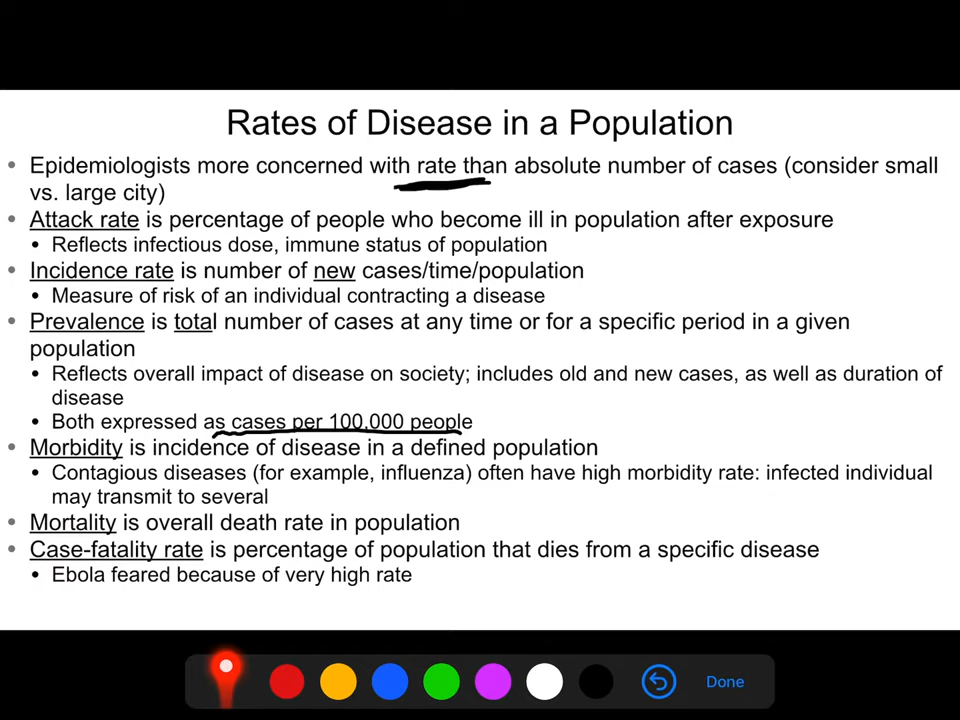 Rates of Disease in a Population
• Epidemiologists more concerned with rate than absolute number of cases (consider small
vs. large city)
• Attack rate is percentage of people who become ill in population after exposure
• Reflects infectious dose, immune status of population
• Incidence rate is number of new cases/time/population
• Measure of risk of an individual contracting a disease
• Prevalence is total number of cases at any time or for a specific period in a given
population
• Reflects overall impact of disease on society; includes old and new cases, as well as duration of
disease
• Both expressed as cases per 100,000 people
• Morbidity is incidence of disease in a defined population
• Contagious diseases (for example, influenza) often have high morbidity rate: infected individual
may transmit to several
• Mortality is overall death rate in population
• Case-fatality rate is percentage of population that dies from a specific disease
• Ebola feared because of very high rate
Done